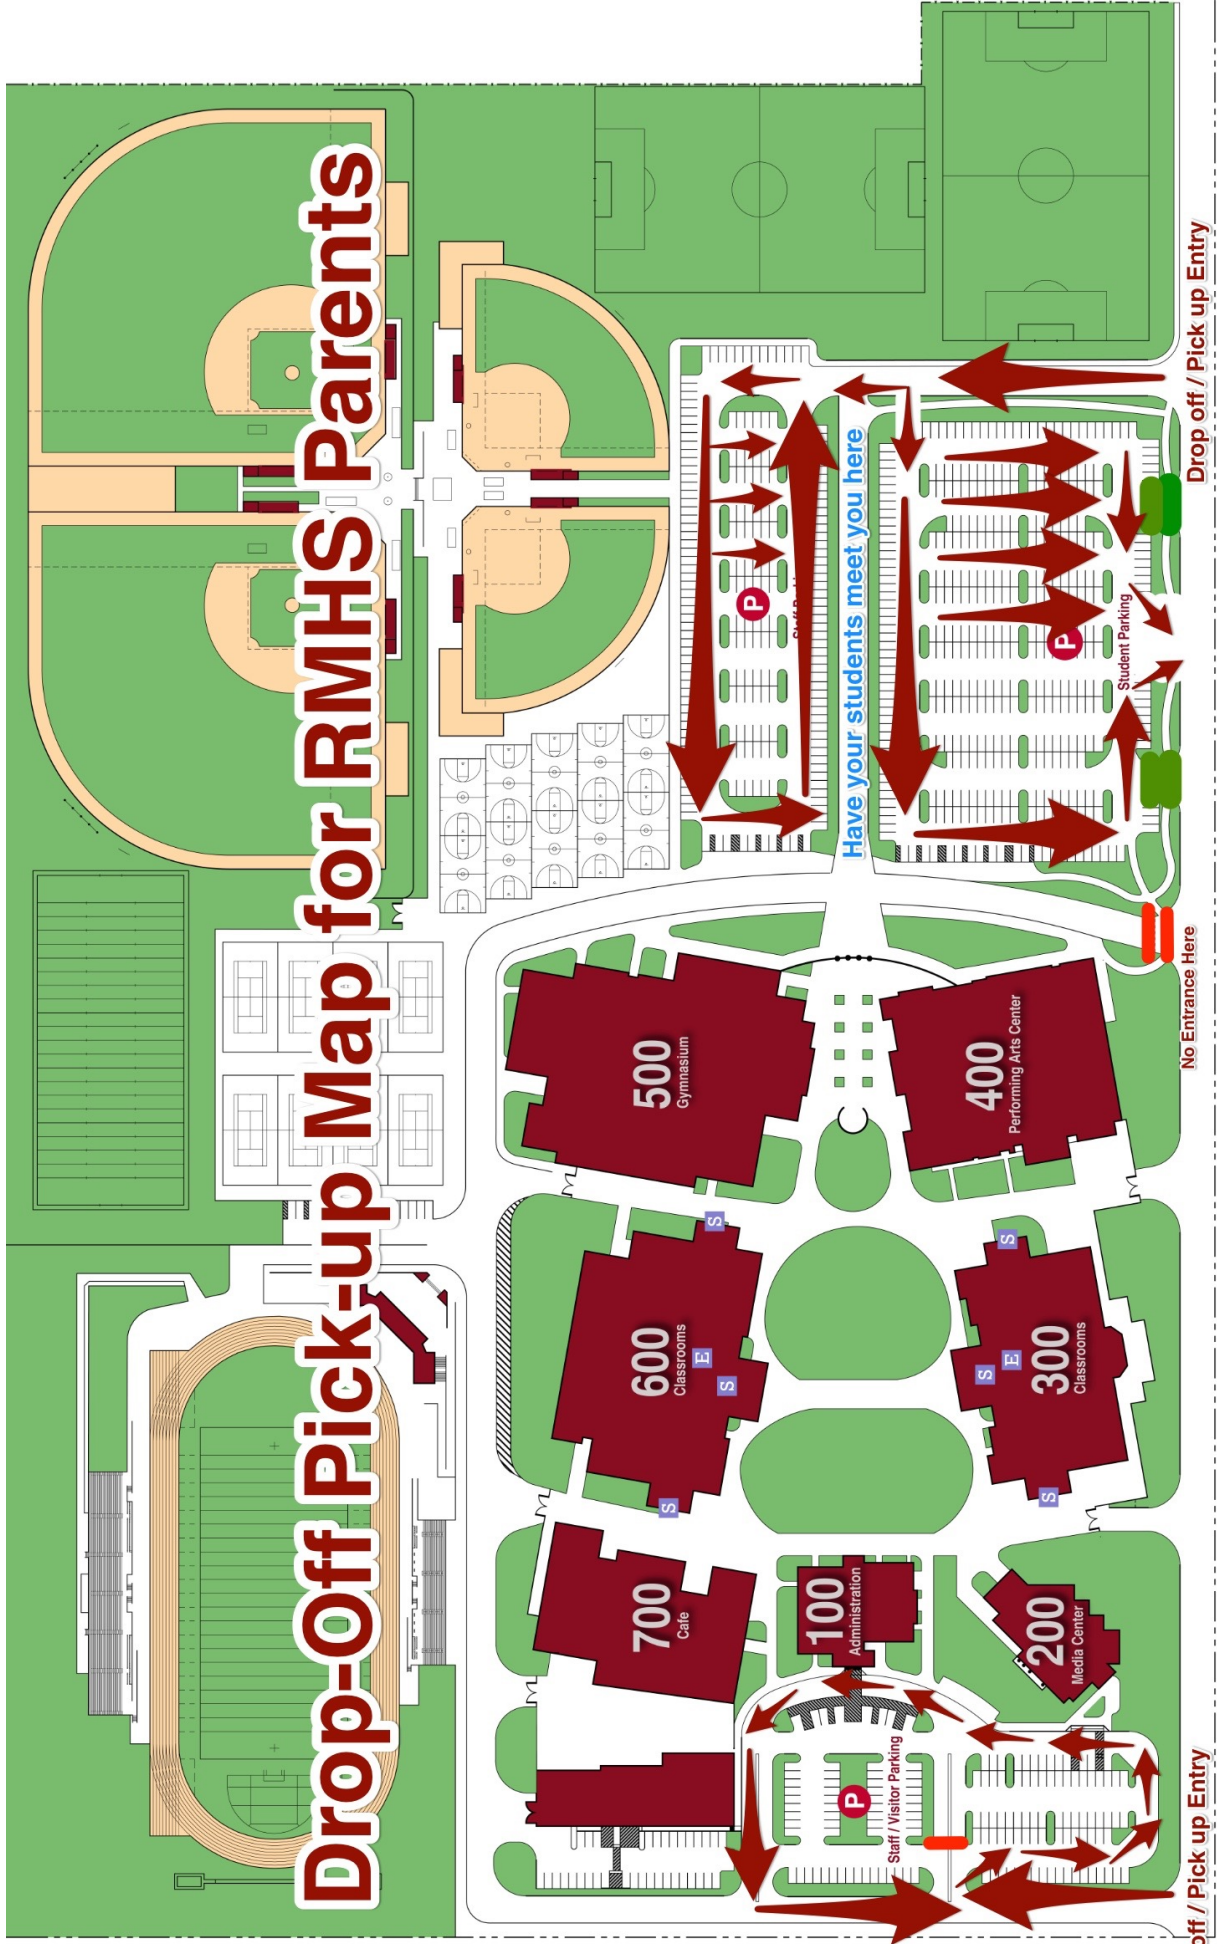 Drop-Off Pick-up Map for RMHS Parents
Drop off / Pick up Entry
Have your students meet you here
P
P
Student Parking
No Entrance Here
500
Gymnasium
400
Performing Arts Center
S
S
600
Classrooms
E
S
S
300
Classrooms
S
E
S
700
Cafe
100
Administration
200
Media Center
P
Staff / Visitor Parking
off / Pick up Entry